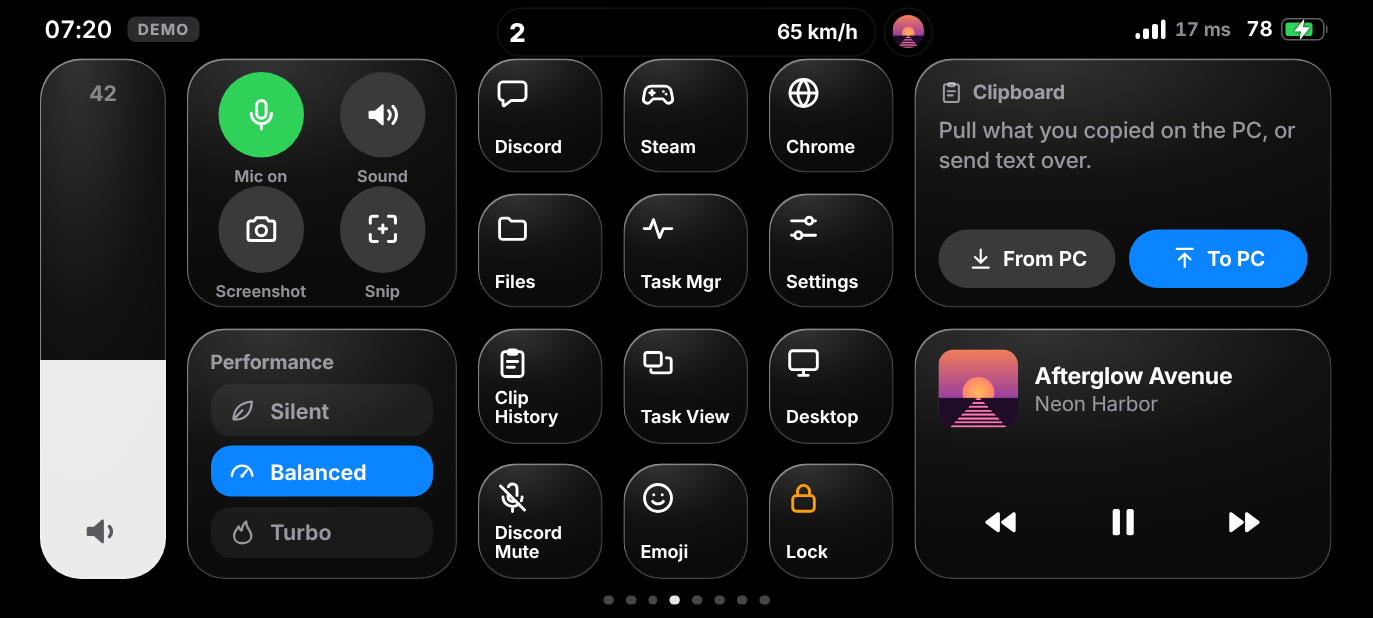 07:20 DEMO
2 65 km/h
17 ms 78
42
Mic on Sound
Screenshot Snip
Performance
Silent
Balanced
Turbo
Discord Steam Chrome
Files Task Mgr Settings
Clip
History
Task View Desktop
Discord
Mute
Emoji Lock
Clipboard
Pull what you copied on the PC, or
send text over.
From PC To PC
Afterglow Avenue
Neon Harbor